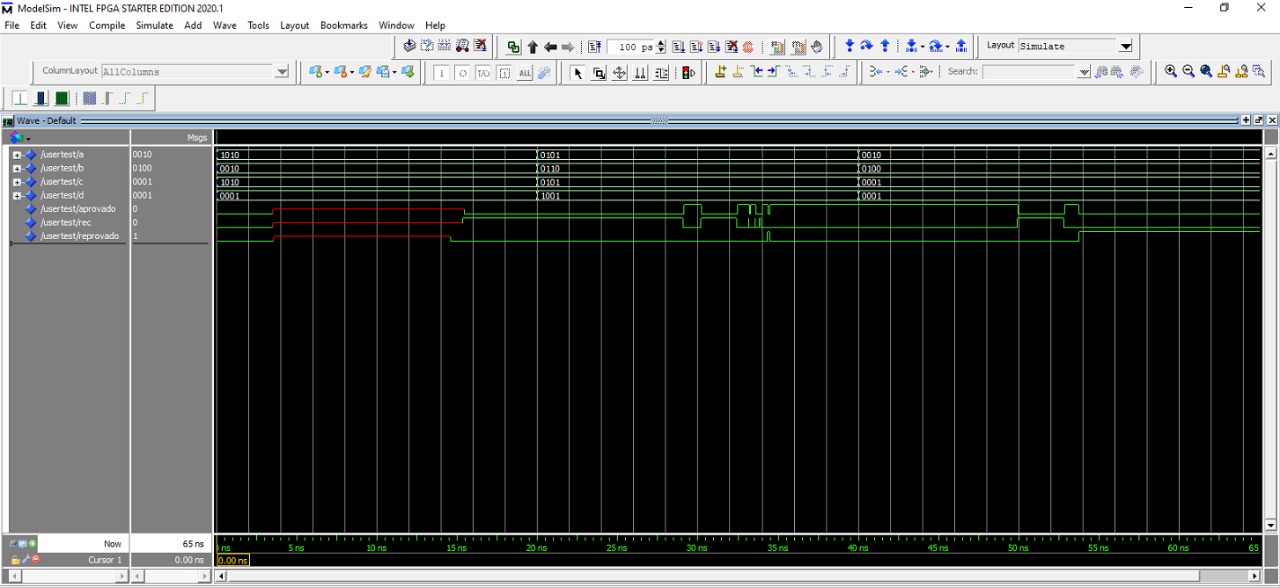 ModelSim - INTEL FPGA STARTER EDITION 2020.1
File Edit View Compile Simulate Add Wave Tools Layout Bookmarks Window Help
100 ps Layout Simulate
ColumnLayout AllColumns Search:
Wave - Default
Msgs
/usertest/a 0010 1010 0101 0010
/usertest/b 0100 0010 0110 0100
/usertest/c 0001 1010 0101 0001
/usertest/d 0001 0001 1001 0001
/usertest/aprovado 0
/usertest/rec 0
/usertest/reprovado 1
Now 65 ns ns 5 ns 10 ns 15 ns 20 ns 25 ns 30 ns 35 ns 40 ns 45 ns 50 ns 55 ns 60 ns 65
Cursor 1 0.00 ns 0.00 ns